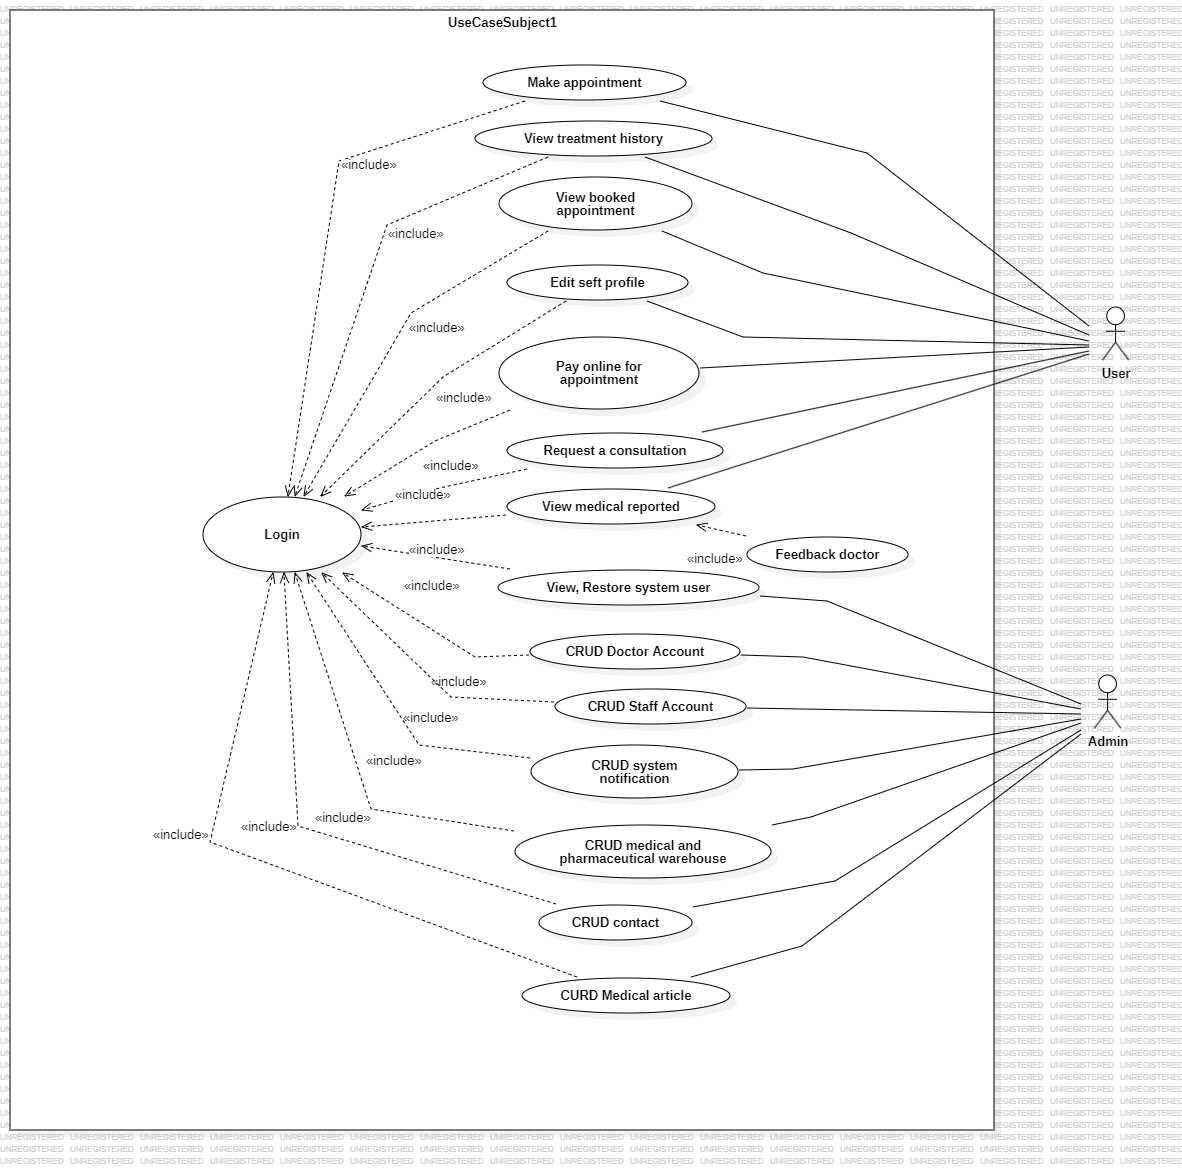 UseCaseSubject1
Make appointment
«include»
View treatment history
«include»
View booked
appointment
«include»
Edit seft profile
«include»
Pay online for
appointment
User
«include»
Request a consultation
«include»
View medical reported
Login
«include»
«include»
Feedback doctor
«include»
View, Restore system user
CRUD Doctor Account
«include»
CRUD Staff Account
«include»
Admin
«include»
CRUD system
notification
«include»
«include»
«include»
CRUD medical and
pharmaceutical warehouse
CRUD contact
CURD Medical article
UNREGISTERED